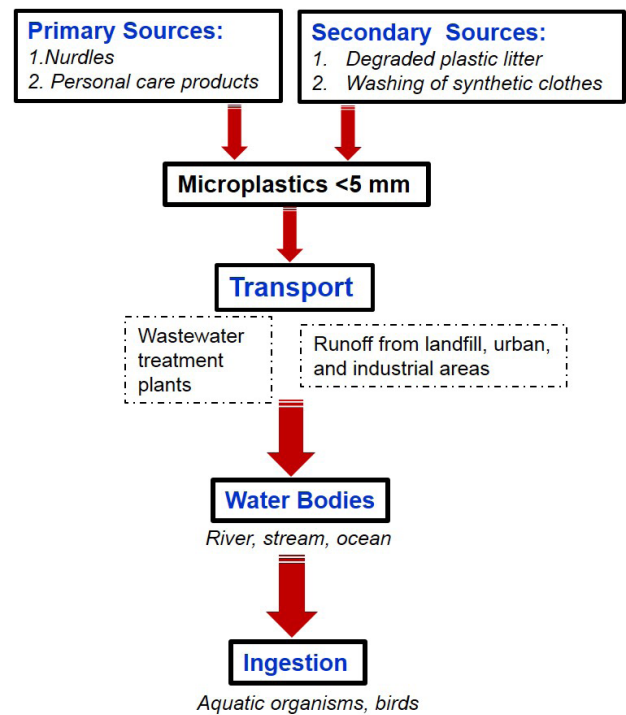 Primary Sources:
1.Nurdles
2. Personal care products
Secondary Sources:
1. Degraded plastic litter
2. Washing of synthetic clothes
Microplastics <5 mm
Transport
Wastewater
treatment
plants
Runoff from landfill, urban,
and industrial areas
Water Bodies
River, stream, ocean
Ingestion
Aquatic organisms, birds